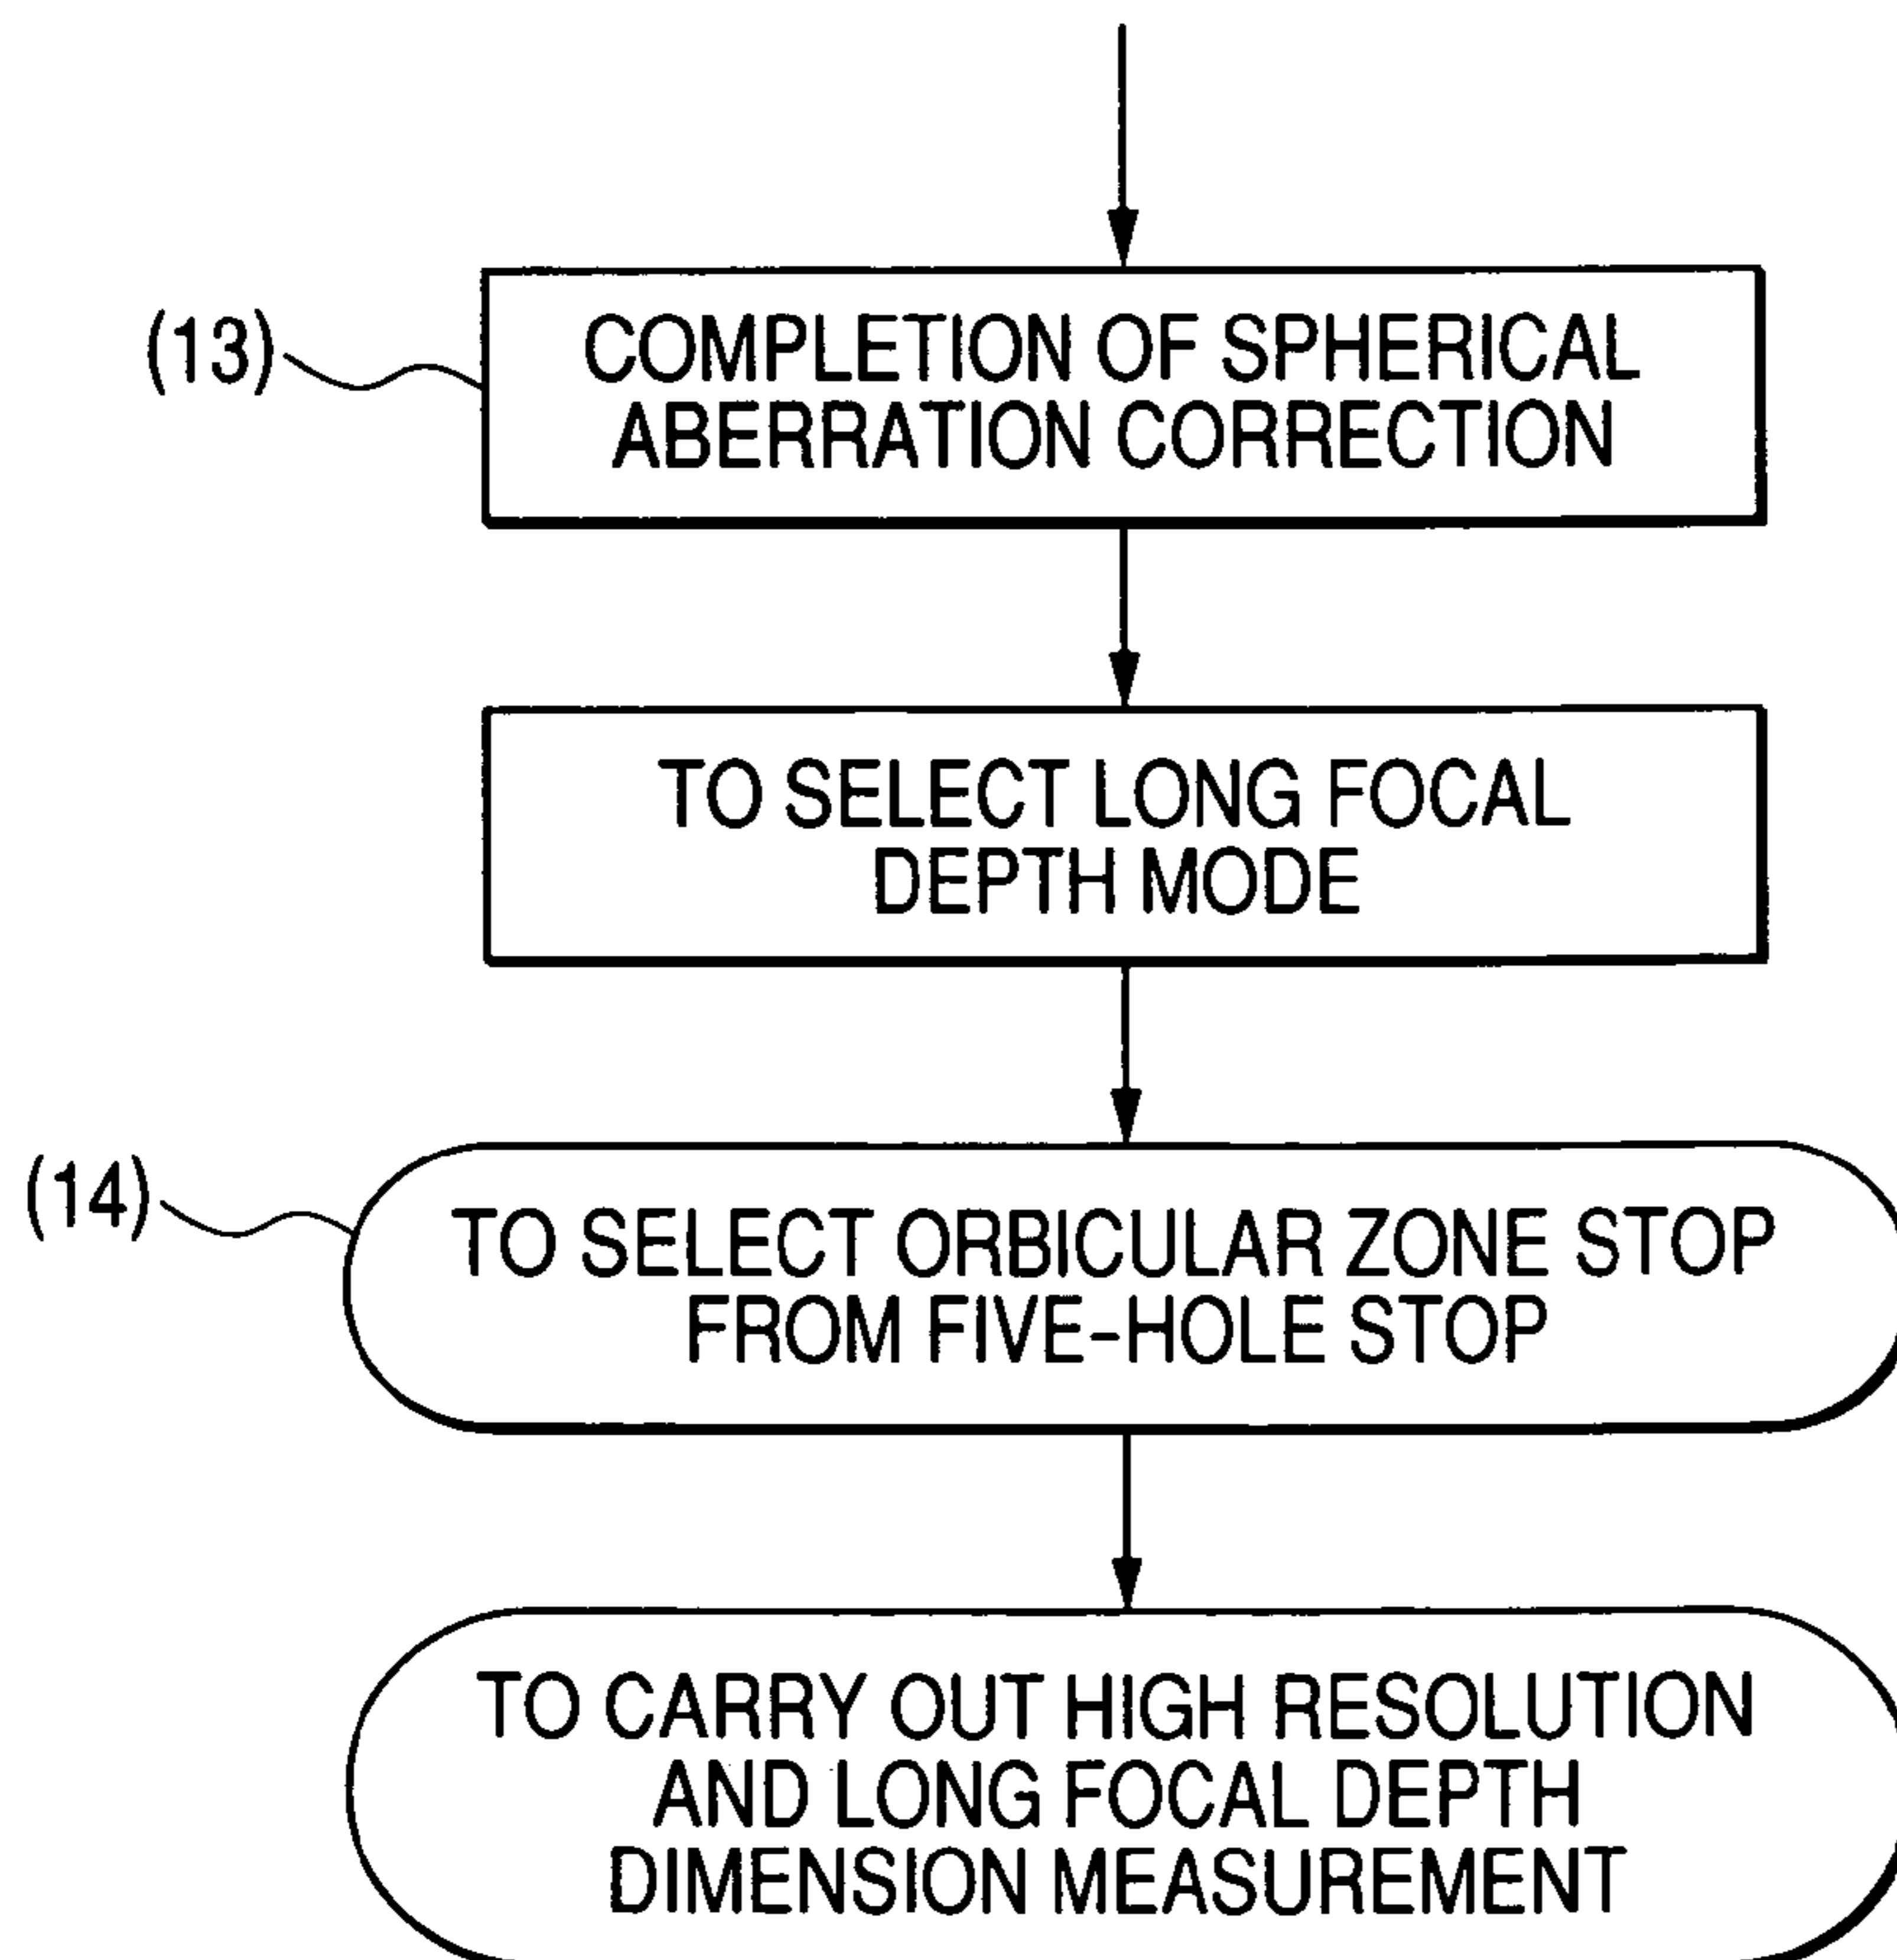 (13)
COMPLETION OF SPHERICAL
ABERRATION CORRECTION
TO SELECT LONG FOCAL
DEPTH MODE
(14)
TO SELECT ORBICULAR ZONE STOP
FROM FIVE-HOLE STOP
TO CARRY OUT HIGH RESOLUTION
AND LONG FOCAL DEPTH
DIMENSION MEASUREMENT